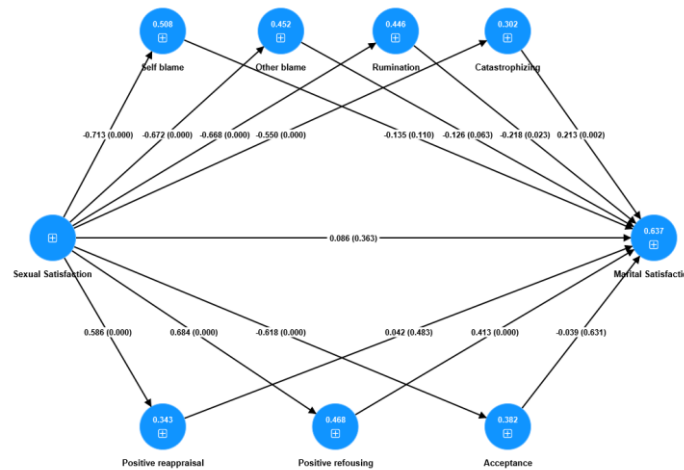 0.508
0.452
0.446
0.302
Self blame
Other blame
Rumination
Catastrophizing
-0.713 (0.000)
-0.672 (0.000)
-0.668 (0.000)
-0.550 (0.000)
-0.135 (0.110)
-0.126 (0.063)
-0.218 (0.023)
0.213 (0.002)
0.637
0.086 (0.363)
Sexual Satisfaction
Marital Satisfactio
0.586 (0.000)
0.684 (0.000)
-0.618 (0.000)
0.042 (0.483)
0.413 (0.000)
-0.039 (0.631)
0.343
0.468
0.382
Positive reappraisal
Positive refousing
Acceptance